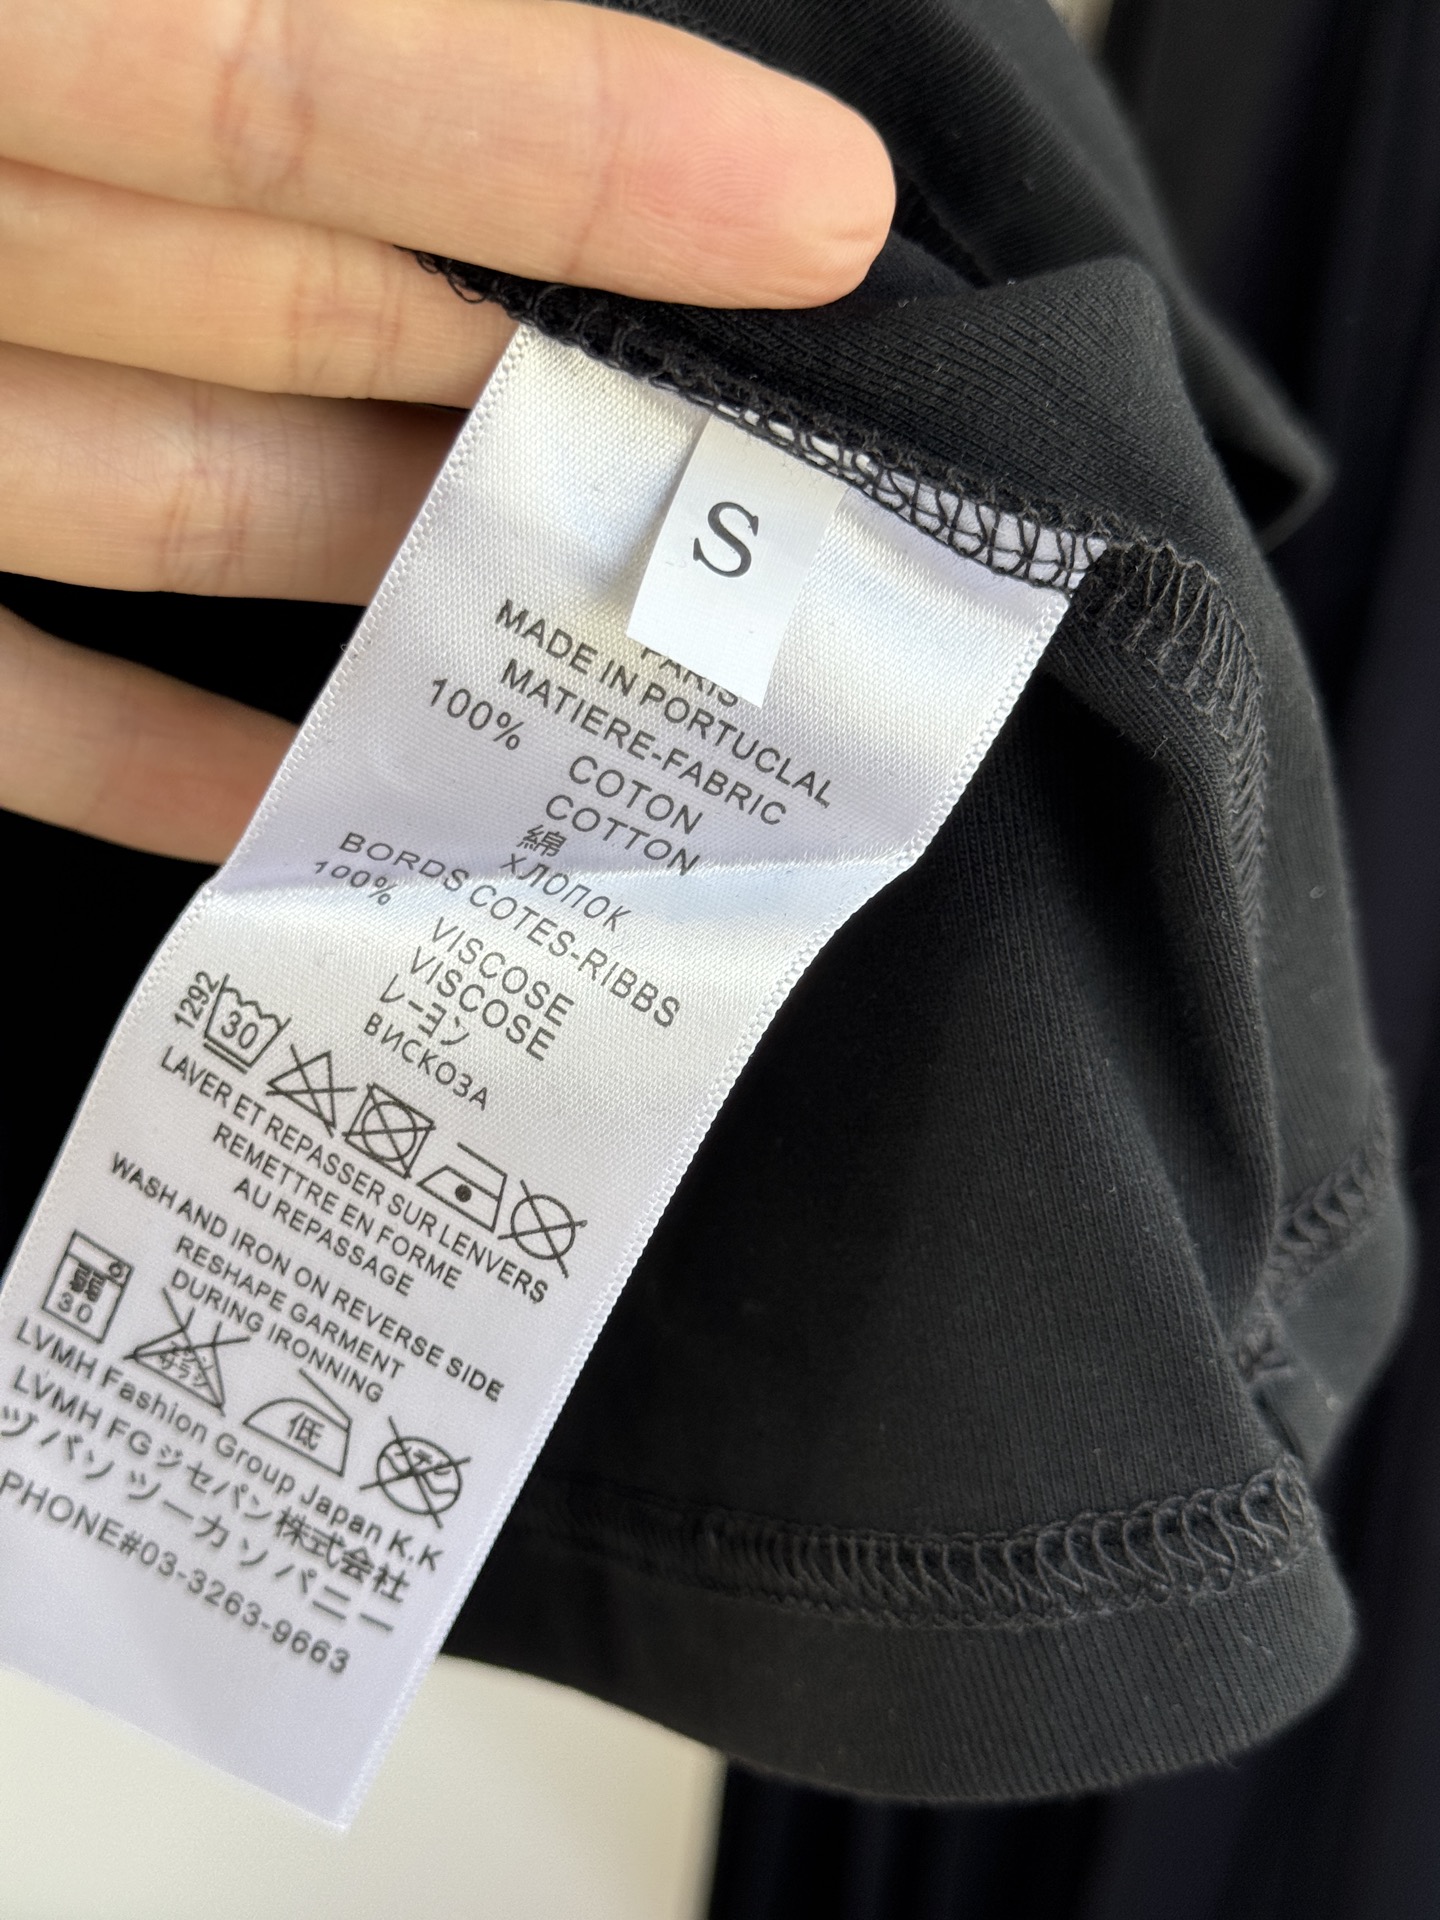 S
PARIS
MADE IN PORTUCLAL
MATIERE-FABRIC
100%
COTON
COTTON
綿
ХЛОПОК
BORDS COTES-RIBBS
100%
VISCOSE
VISCOSE
レーヨン
ВИСКОЗА
1292
30
LAVER ET REPASSER SUR LENVERS
REMETTRE EN FORME
AU REPASSAGE
WASH AND IRON ON REVERSE SIDE
RESHAPE GARMENT
DURING IRONNING
30
低
LVMH Fashion Group Japan K.K
LVMH FGジセパン株式会社
ヅバンツーカンパニー
PHONE#03-3263-9663